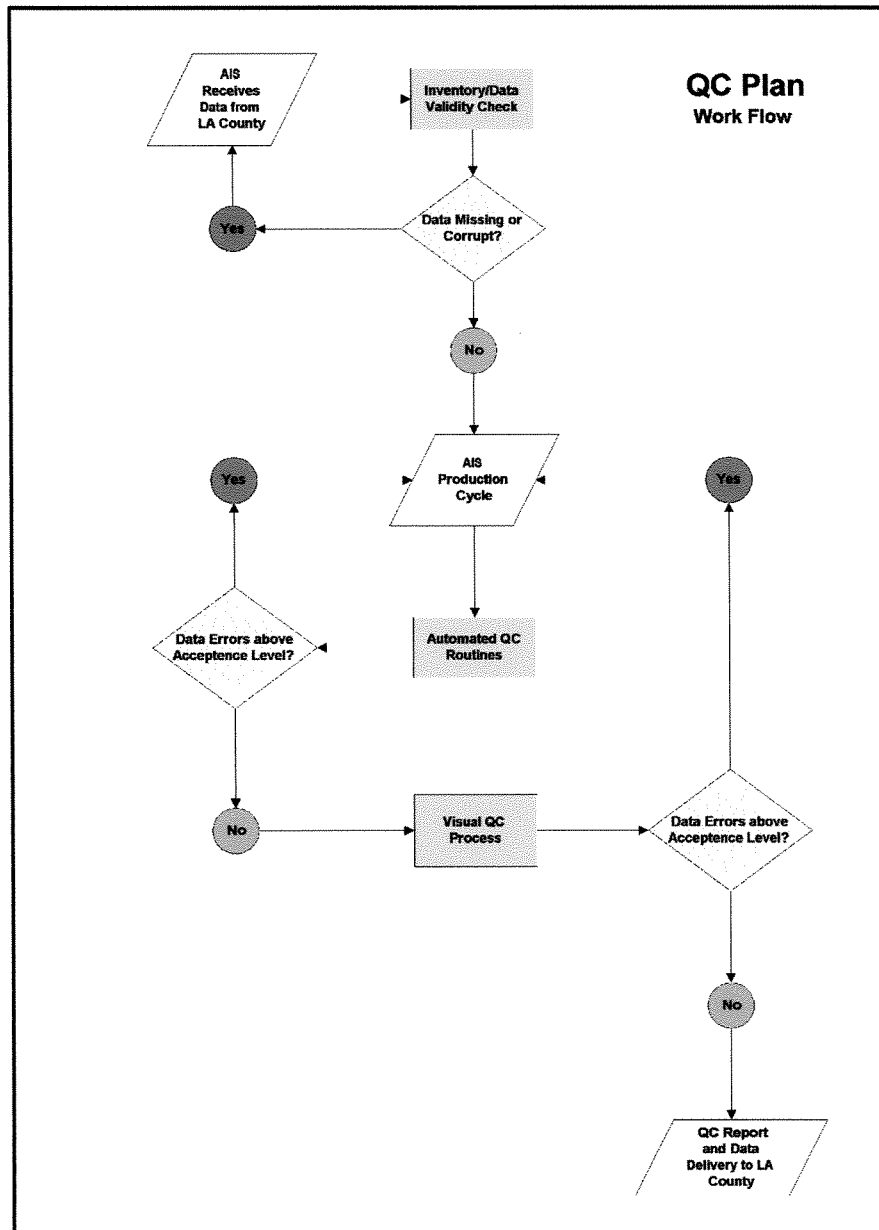 QC Plan
Work Flow
AIS
Receives
Data from
LA County
Inventory/Data
Validity Check
Yes
Data Missing or
Corrupt?
No
Yes
AIS
Production
Cycle
Yes
Data Errors above
Acceptence Level?
Automated QC
Routines
No
Visual QC
Process
Data Errors above
Acceptence Level?
No
QC Report
and Data
Delivery to LA
County